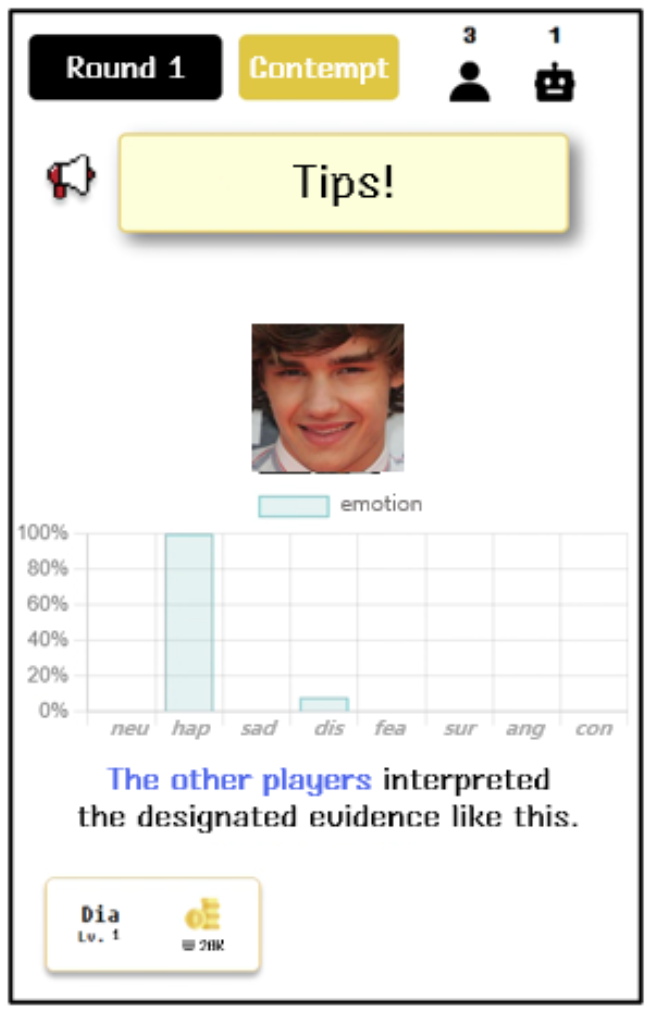 3 1
Round 1 Contempt
Tips!
emotion
100%
80%
60%
40%
20%
0%
neu hap sad dis fea sur ang con
The other players interpreted
the designated evidence like this.
Dia
Lv. 1
28K